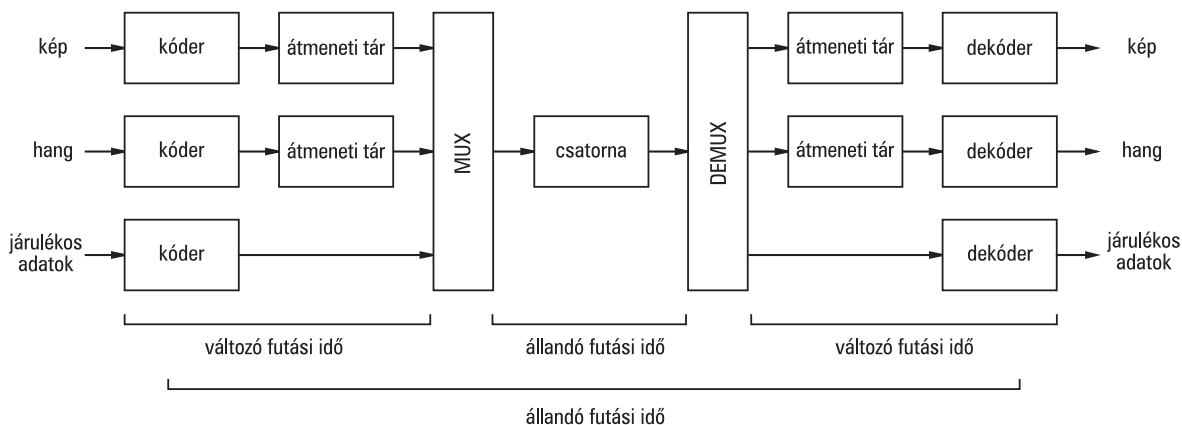 kép
kóder
átmeneti tár
átmeneti tár
dekóder
kép
hang
kóder
átmeneti tár
MUX
csatorna
DEMUX
átmeneti tár
dekóder
hang
járulékos
adatok
kóder
dekóder
járulékos
adatok
változó futási idő
állandó futási idő
változó futási idő
állandó futási idő